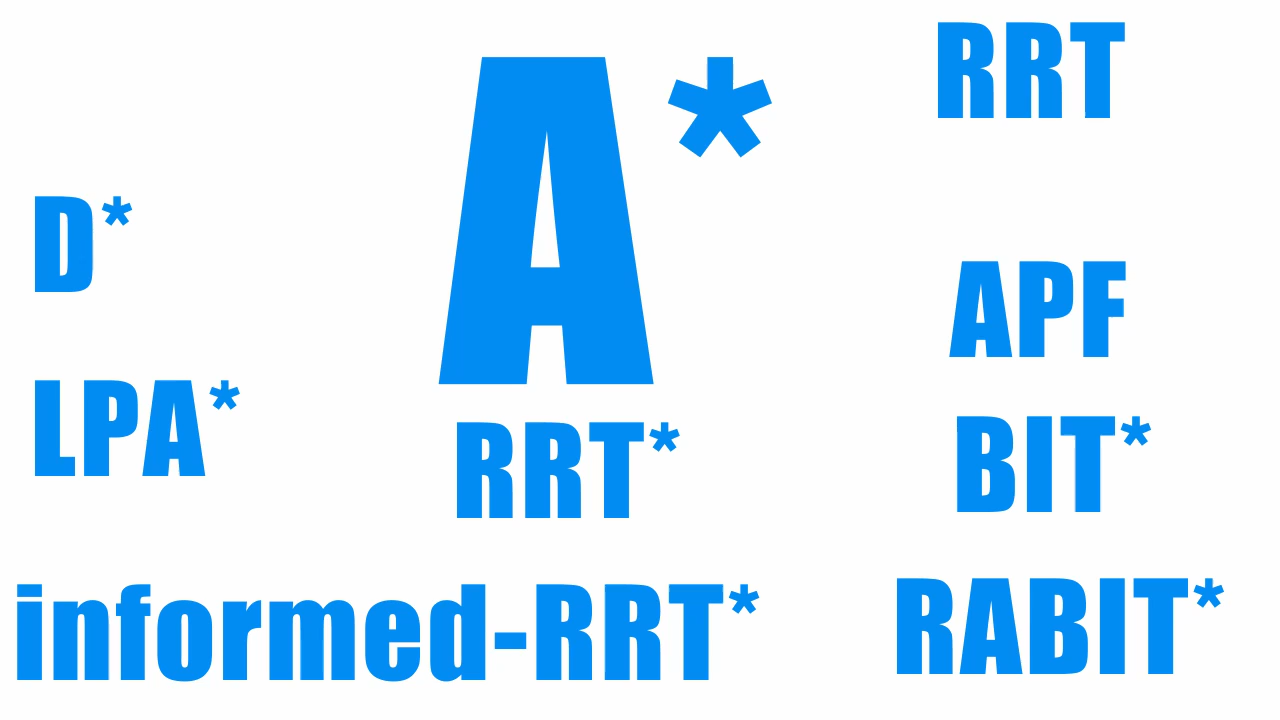 A*
RRT
D*
APF
LPA*
RRT*
BIT*
informed-RRT*
RABIT*